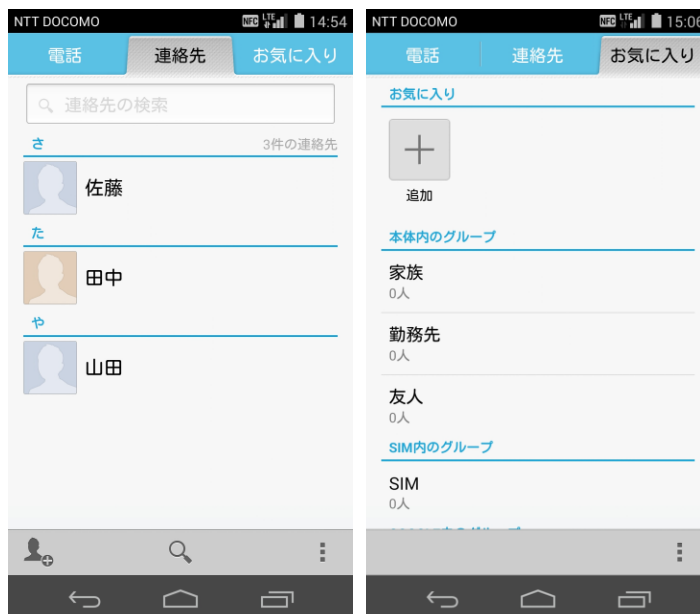 NTT DOCOMO NFC LTE 14:54
電話 連絡先 お気に入り
連絡先の検索
さ 3件の連絡先
佐藤
た
田中
や
山田
NTT DOCOMO NFC LTE 15:06
電話 連絡先 お気に入り
お気に入り
追加
本体内のグループ
家族
0人
勤務先
0人
友人
0人
SIM内のグループ
SIM
0人